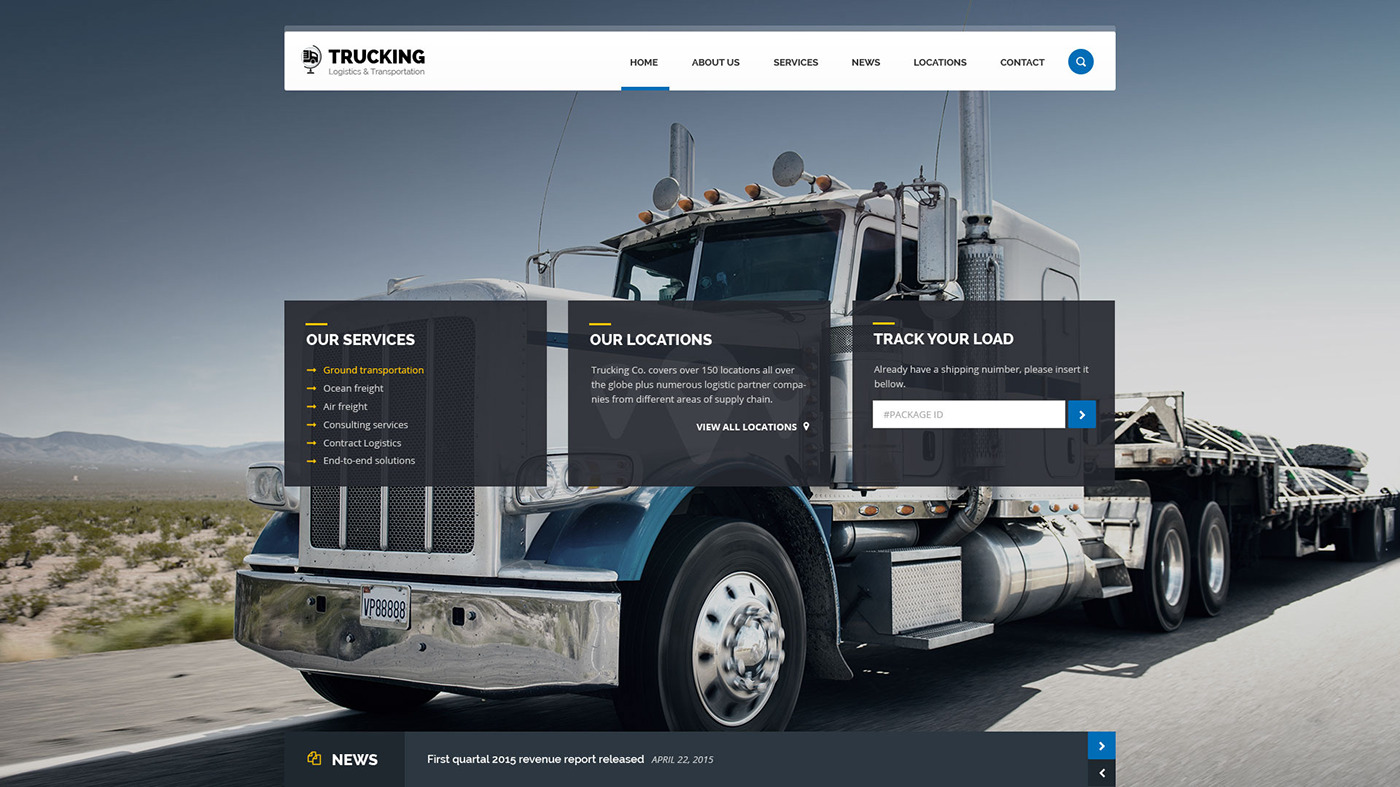 TRUCKING
Logistics & Transportation
HOME ABOUT US SERVICES NEWS LOCATIONS CONTACT
OUR SERVICES
Ground transportation
Ocean freight
Air freight
Consulting services
Contract Logistics
End-to-end solutions
OUR LOCATIONS
Trucking Co. covers over 150 locations all over
the globe plus numerous logistic partner compa-
nies from different areas of supply chain.
VIEW ALL LOCATIONS
TRACK YOUR LOAD
Already have a shipping nuimber, please insert it
bellow.
#PACKAGE ID
VP88888
NEWS
First quartal 2015 revenue report released APRIL 22, 2015